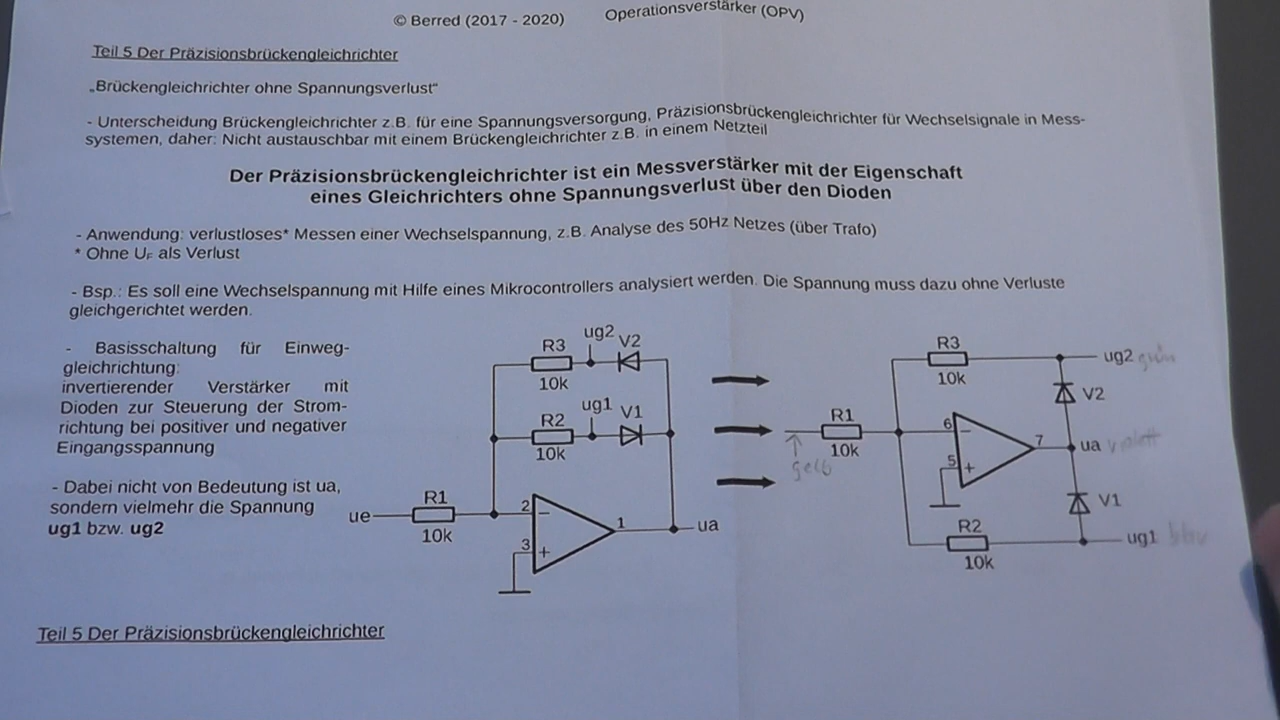 © Berred (2017 - 2020) Operationsverstärker (OPV)
Teil 5 Der Präzisionsbrückengleichrichter
„Brückengleichrichter ohne Spannungsverlust“
- Unterscheidung Brückengleichrichter z.B. für eine Spannungsversorgung, Präzisionsbrückengleichrichter für Wechselsignale in Mess-
systemen, daher: Nicht austauschbar mit einem Brückengleichrichter z.B. in einem Netzteil
Der Präzisionsbrückengleichrichter ist ein Messverstärker mit der Eigenschaft
eines Gleichrichters ohne Spannungsverlust über den Dioden
- Anwendung: verlustloses* Messen einer Wechselspannung, z.B. Analyse des 50Hz Netzes (über Trafo)
* Ohne UF als Verlust
- Bsp.: Es soll eine Wechselspannung mit Hilfe eines Mikrocontrollers analysiert werden. Die Spannung muss dazu ohne Verluste
gleichgerichtet werden.
- Basisschaltung für Einweg-
gleichrichtung:
invertierender Verstärker mit
Dioden zur Steuerung der Strom-
richtung bei positiver und negativer
Eingangsspannung
- Dabei nicht von Bedeutung ist ua,
sondern vielmehr die Spannung
ug1 bzw. ug2
R3 ug2 V2
10k
R2 ug1 V1
10k
ue R1
10k
2
3
1
ua
R3
10k
ug2 grün
V2
R1
10k
gelb
6
5
7
ua violett
V1
R2
10k
ug1 blau
Teil 5 Der Präzisionsbrückengleichrichter